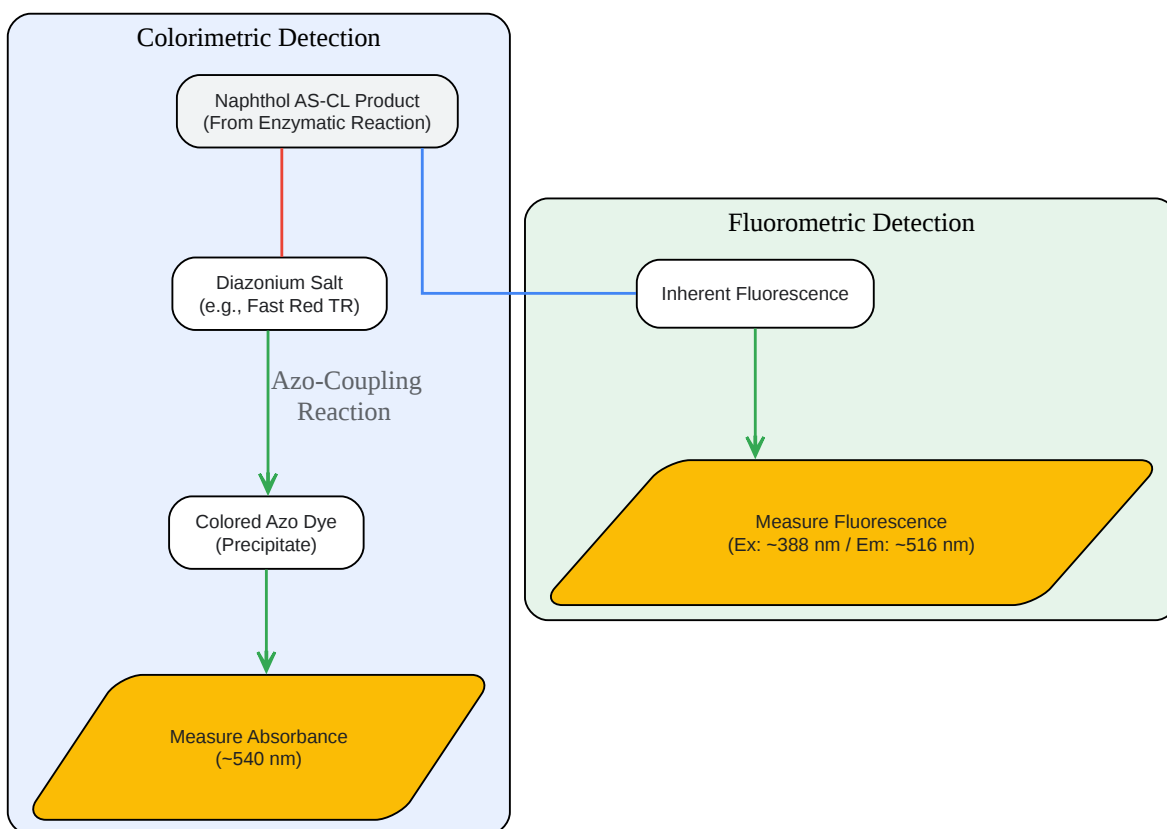 Colorimetric Detection
Naphthol AS-CL Product
(From Enzymatic Reaction)
Diazonium Salt
(e.g., Fast Red TR)
Azo-Coupling
Reaction
Colored Azo Dye
(Precipitate)
Measure Absorbance
(~540 nm)
Fluorometric Detection
Inherent Fluorescence
Measure Fluorescence
(Ex: ~388 nm / Em: ~516 nm)